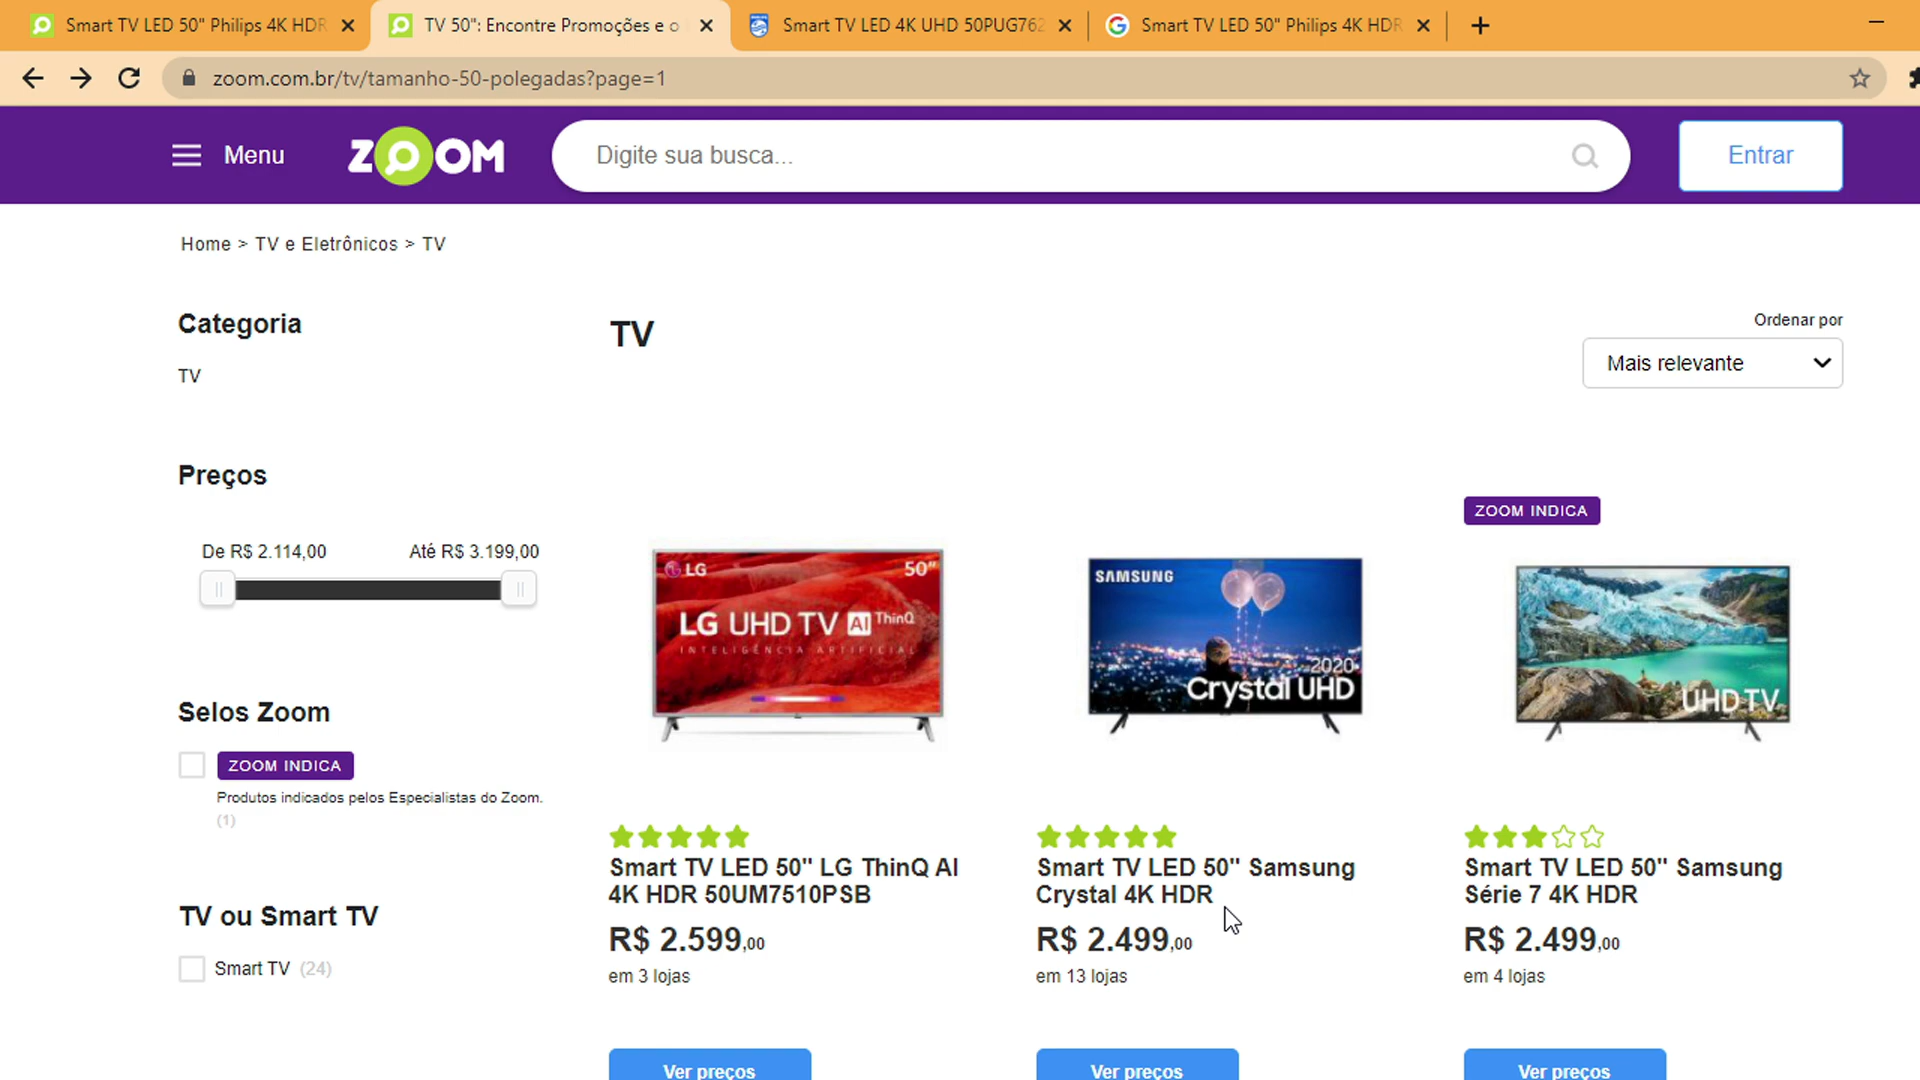 Smart TV LED 50" Philips 4K HDR
TV 50": Encontre Promoções e o
Smart TV LED 4K UHD 50PUG762
Smart TV LED 50" Philips 4K HDR
zoom.com.br/tv/tamanho-50-polegadas?page=1
Menu
ZOOM
Digite sua busca...
Entrar
Home > TV e Eletrônicos > TV
Categoria
TV
TV
Ordenar por
Mais relevante
Preços
De R$ 2.114,00
Até R$ 3.199,00
Selos Zoom
ZOOM INDICA
Produtos indicados pelos Especialistas do Zoom.
(1)
TV ou Smart TV
Smart TV (24)
LG
50"
LG UHD TV AI ThinQ
INTELIGÊNCIA ARTIFICIAL
Smart TV LED 50" LG ThinQ AI
4K HDR 50UM7510PSB
R$ 2.599,00
em 3 lojas
Ver preços
SAMSUNG
2020
Crystal UHD
Smart TV LED 50" Samsung
Crystal 4K HDR
R$ 2.499,00
em 13 lojas
Ver preços
ZOOM INDICA
UHD TV
Smart TV LED 50" Samsung
Série 7 4K HDR
R$ 2.499,00
em 4 lojas
Ver preços